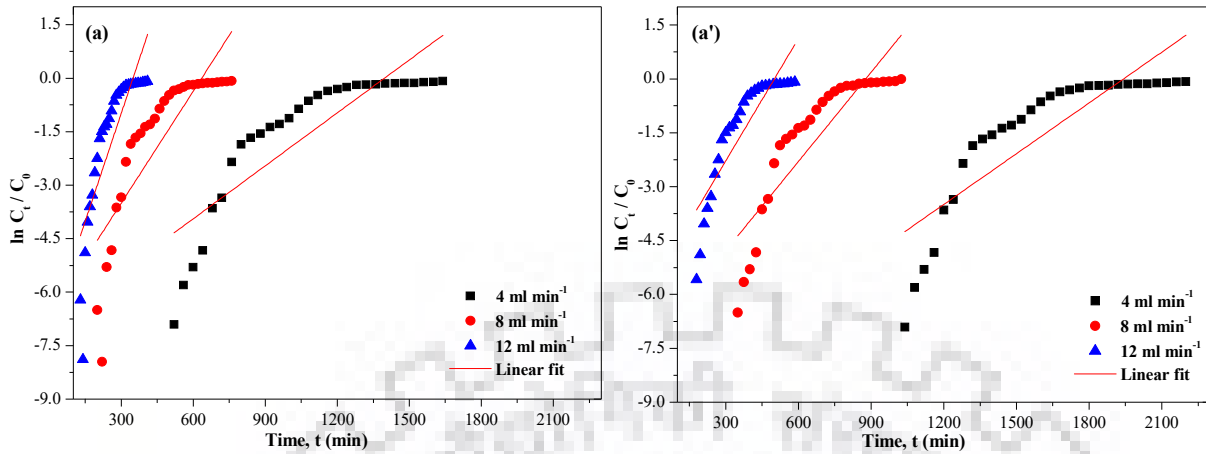 (a)
1.5
0.0
-1.5
-3.0
-4.5
-6.0
-7.5
-9.0
ln Cₜ / C₀
4 ml min⁻¹
8 ml min⁻¹
12 ml min⁻¹
Linear fit
300 600 900 1200 1500 1800 2100
Time, t (min)
(a')
1.5
0.0
-1.5
-3.0
-4.5
-6.0
-7.5
-9.0
ln Cₜ / C₀
4 ml min⁻¹
8 ml min⁻¹
12 ml min⁻¹
Linear fit
300 600 900 1200 1500 1800 2100
Time, t (min)